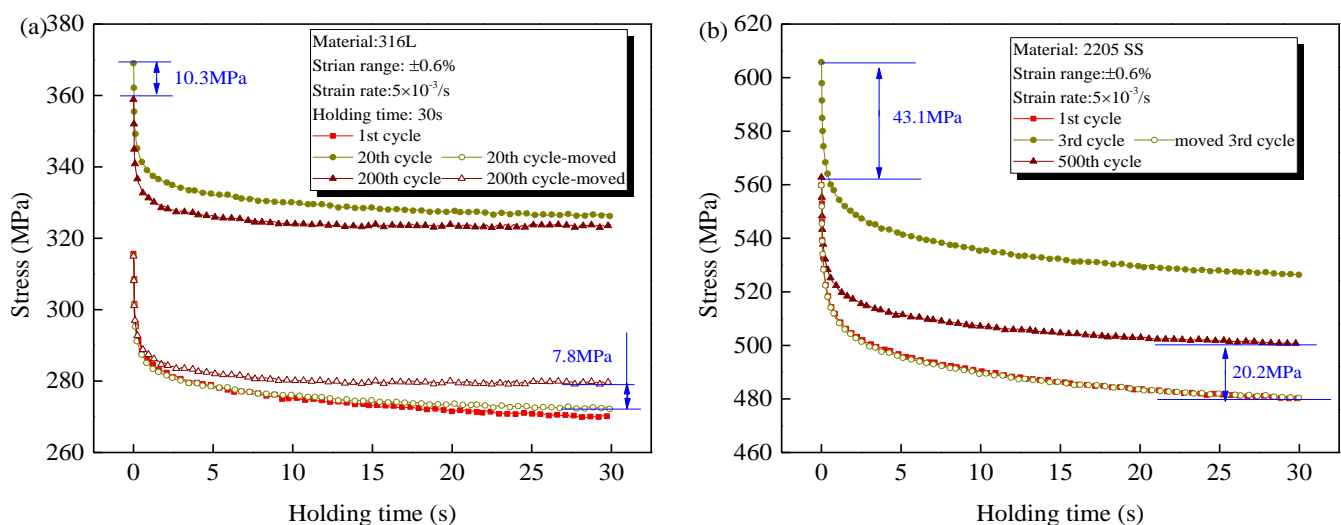 (a)
Stress (MPa)
380
360
340
320
300
280
260
0 5 10 15 20 25 30
Holding time (s)
10.3MPa
Material:316L
Strian range: ±0.6%
Strain rate:5×10⁻³/s
Holding time: 30s
1st cycle
20th cycle 20th cycle-moved
200th cycle 200th cycle-moved
7.8MPa
(b)
Stress (MPa)
620
600
580
560
540
520
500
480
460
0 5 10 15 20 25 30
Holding time (s)
43.1MPa
Material: 2205 SS
Strain range:±0.6%
Strain rate:5×10⁻³/s
1st cycle
3rd cycle moved 3rd cycle
500th cycle
20.2MPa